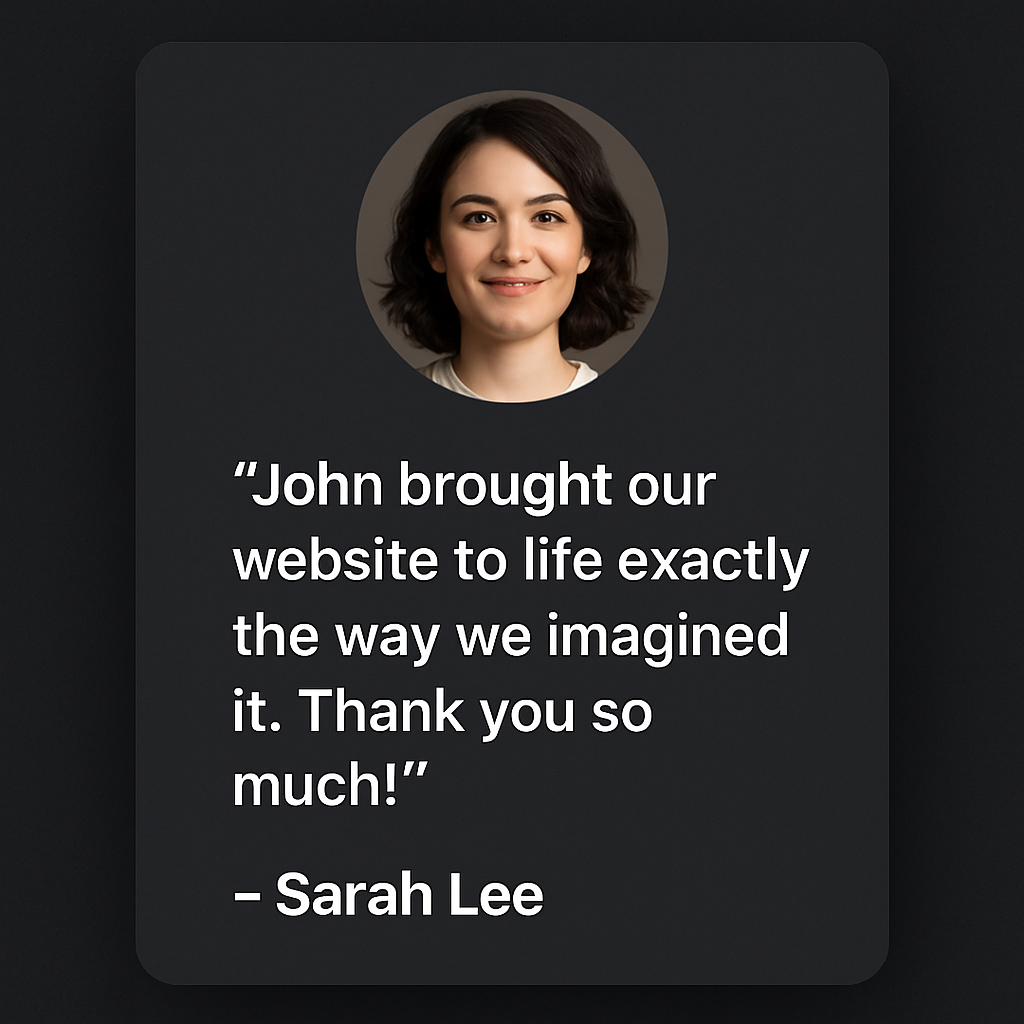 “John brought our
website to life exactly
the way we imagined
it. Thank you so
much!”
– Sarah Lee